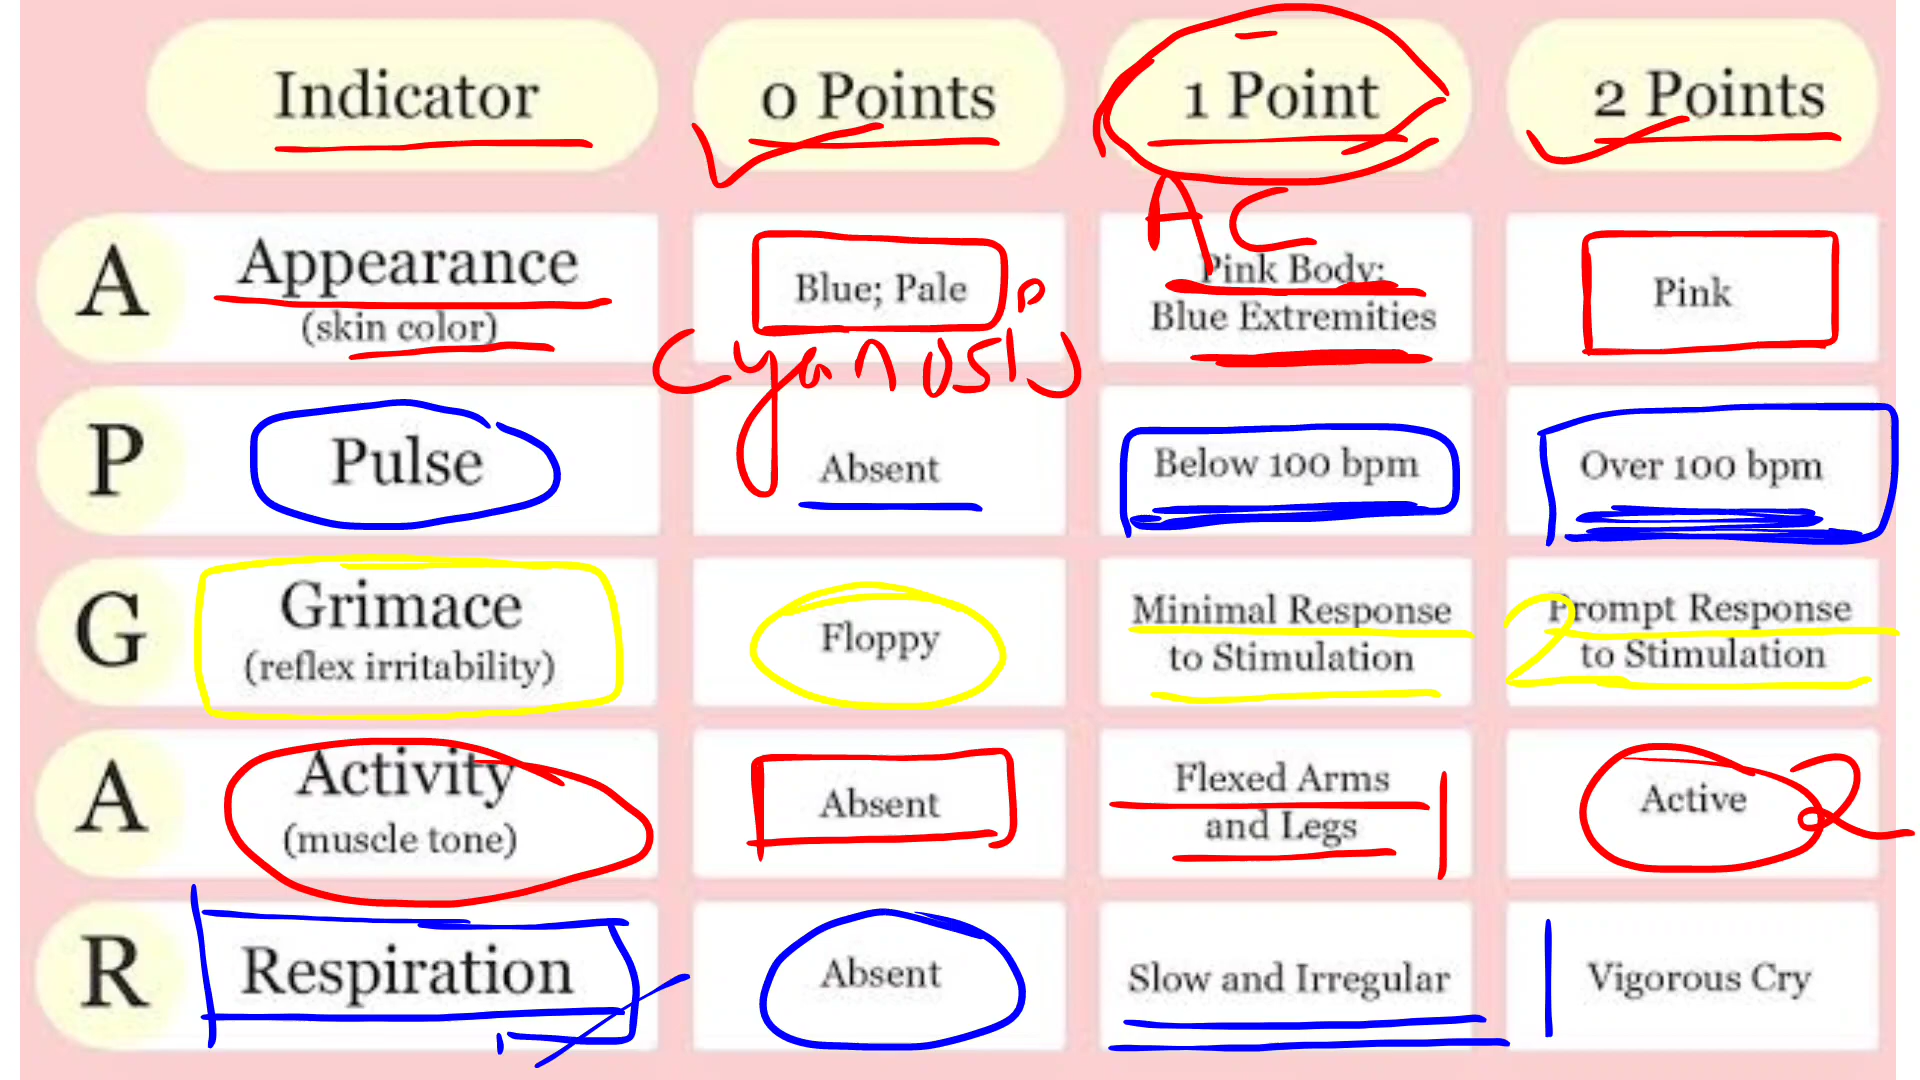 Indicator 0 Points 1 Point 2 Points
A C
A Appearance Blue; Pale Pink Body; Pink
(skin color) Blue Extremities
Cyanosis
P Pulse Absent Below 100 bpm Over 100 bpm
G Grimace Floppy Minimal Response 2 Prompt Response
(reflex irritability) to Stimulation to Stimulation
A Activity Absent Flexed Arms 1 Active 2
(muscle tone) and Legs
R Respiration Absent Slow and Irregular Vigorous Cry